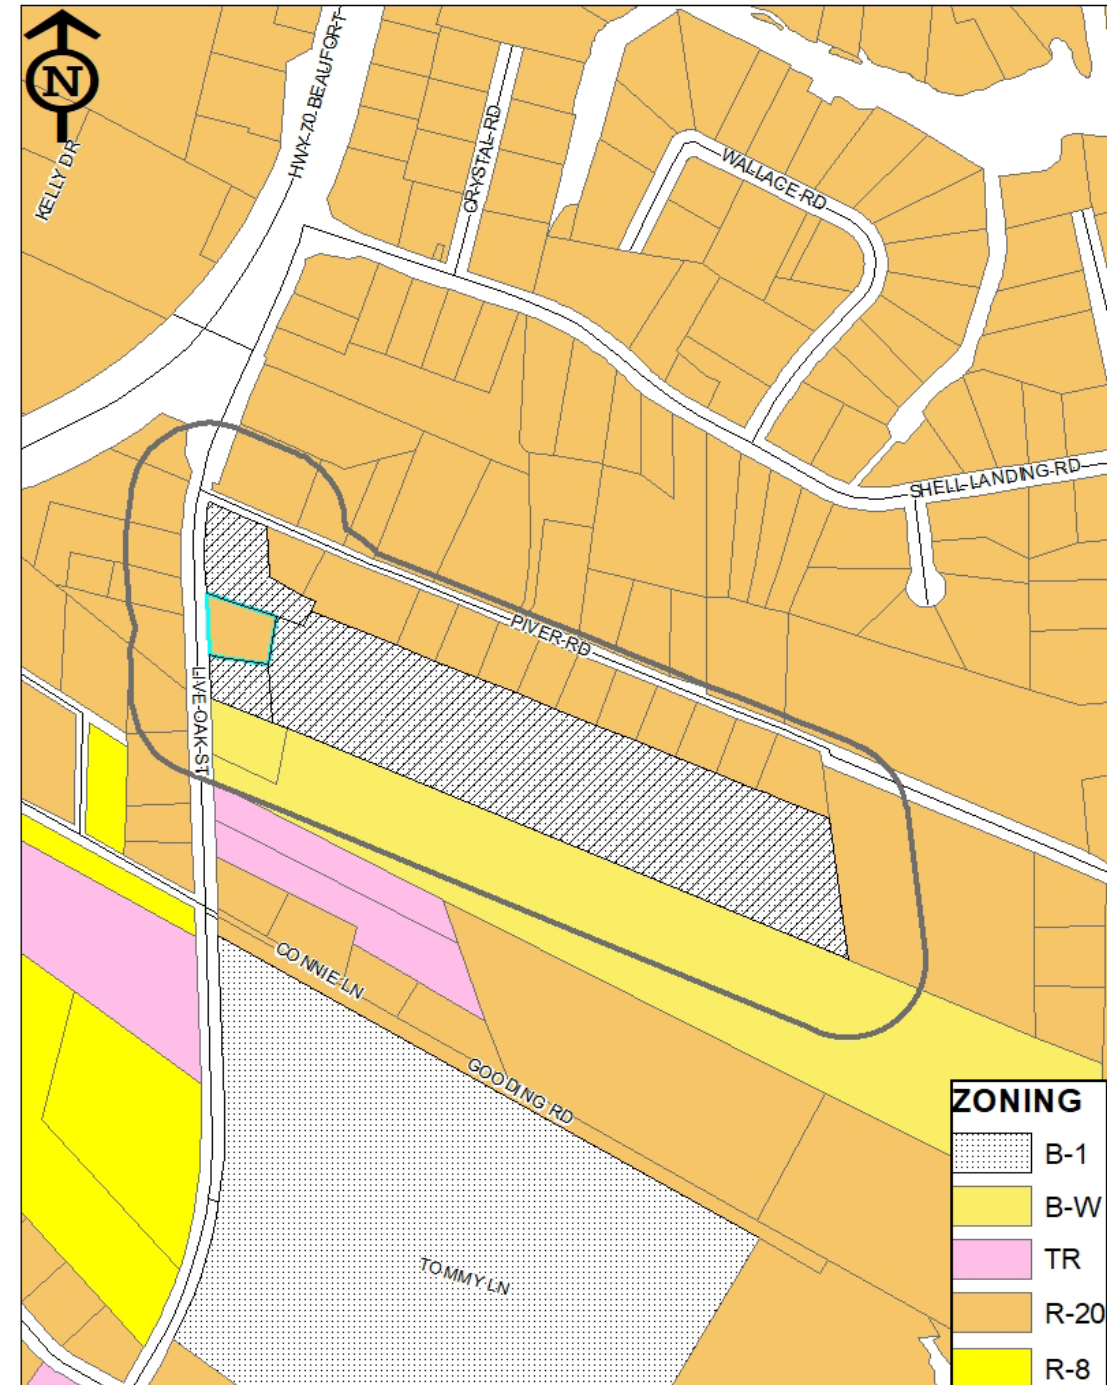 N
KELLY DR
HWY 70 BEAUFORT
CRYSTAL RD
WALLACE RD
SHELL LANDING RD
PIVER RD
LIVE OAK ST
CONNIE LN
GOODING RD
TOMMY LN
ZONING
B-1
B-W
TR
R-20
R-8